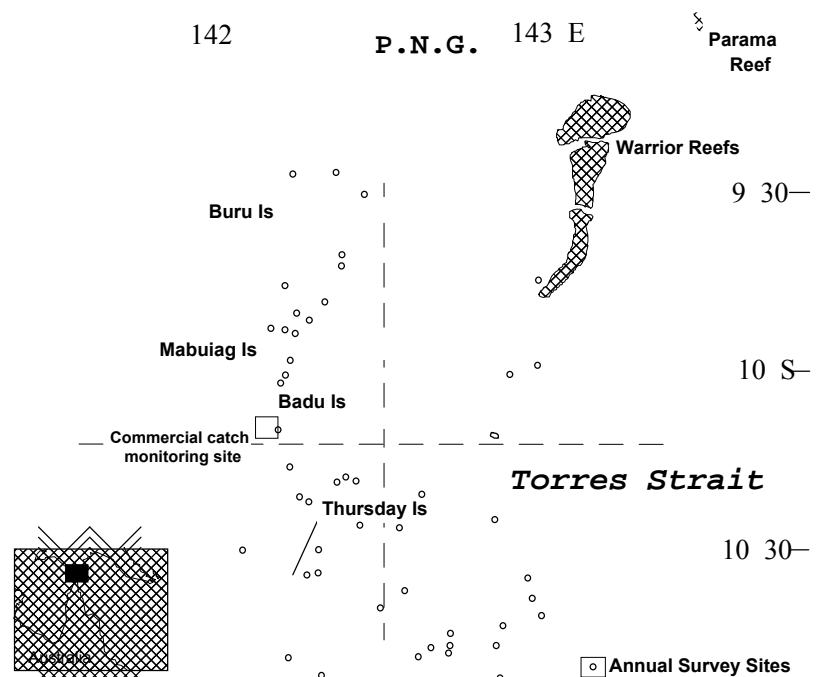 142
P.N.G.
143 E
Parama
Reef
Warrior Reefs
9 30
Buru Is
Mabuiag Is
10 S
Badu Is
Commercial catch
monitoring site
Torres Strait
Thursday Is
10 30
Australia
Annual Survey Sites